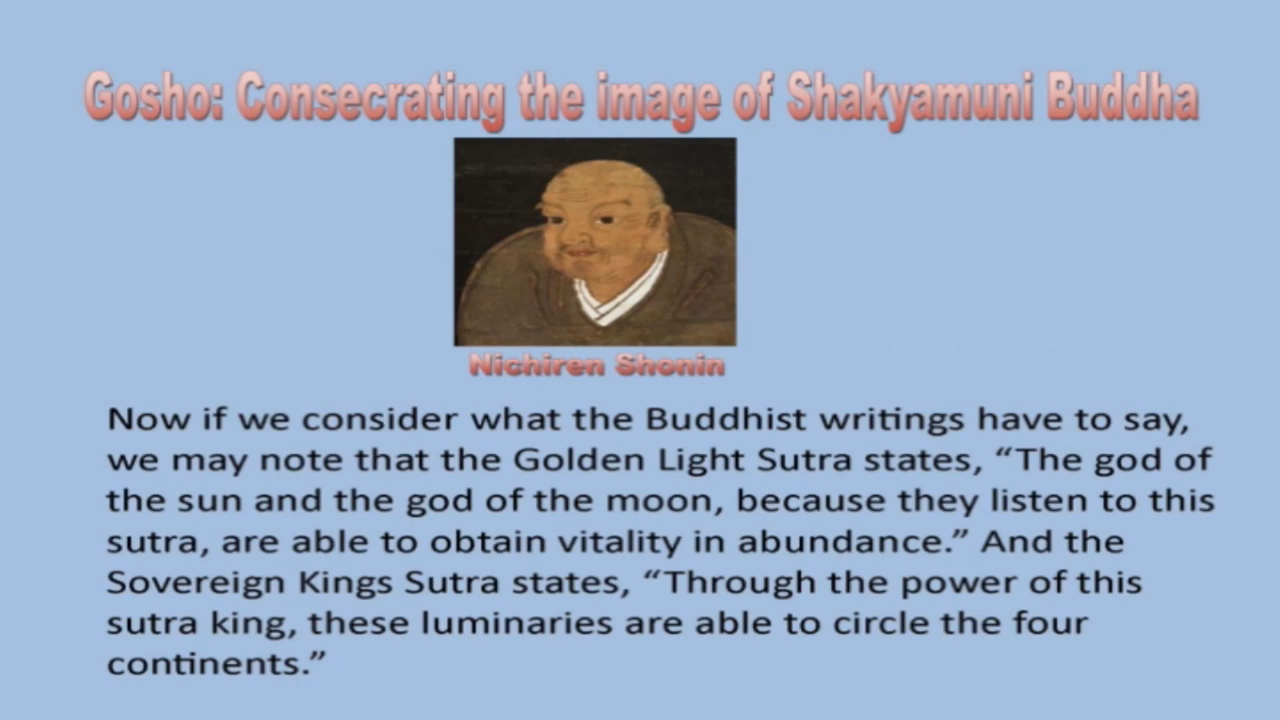 Gosho: Consecrating the image of Shakyamuni Buddha
Nichiren Shonin
Now if we consider what the Buddhist writings have to say,
we may note that the Golden Light Sutra states, “The god of
the sun and the god of the moon, because they listen to this
sutra, are able to obtain vitality in abundance.” And the
Sovereign Kings Sutra states, “Through the power of this
sutra king, these luminaries are able to circle the four
continents.”